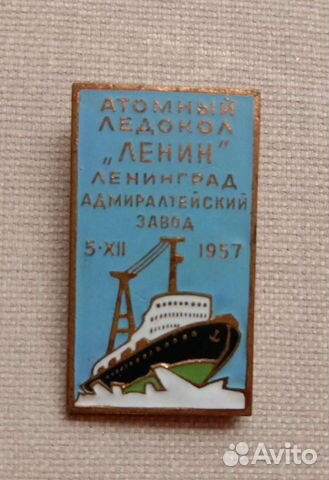 АТОМНЫЙ
ЛЕДОКОЛ
„ЛЕНИН"
ЛЕНИНГРАД
АДМИРАЛТЕЙСКИЙ
ЗАВОД
5·XII 1957
Avito